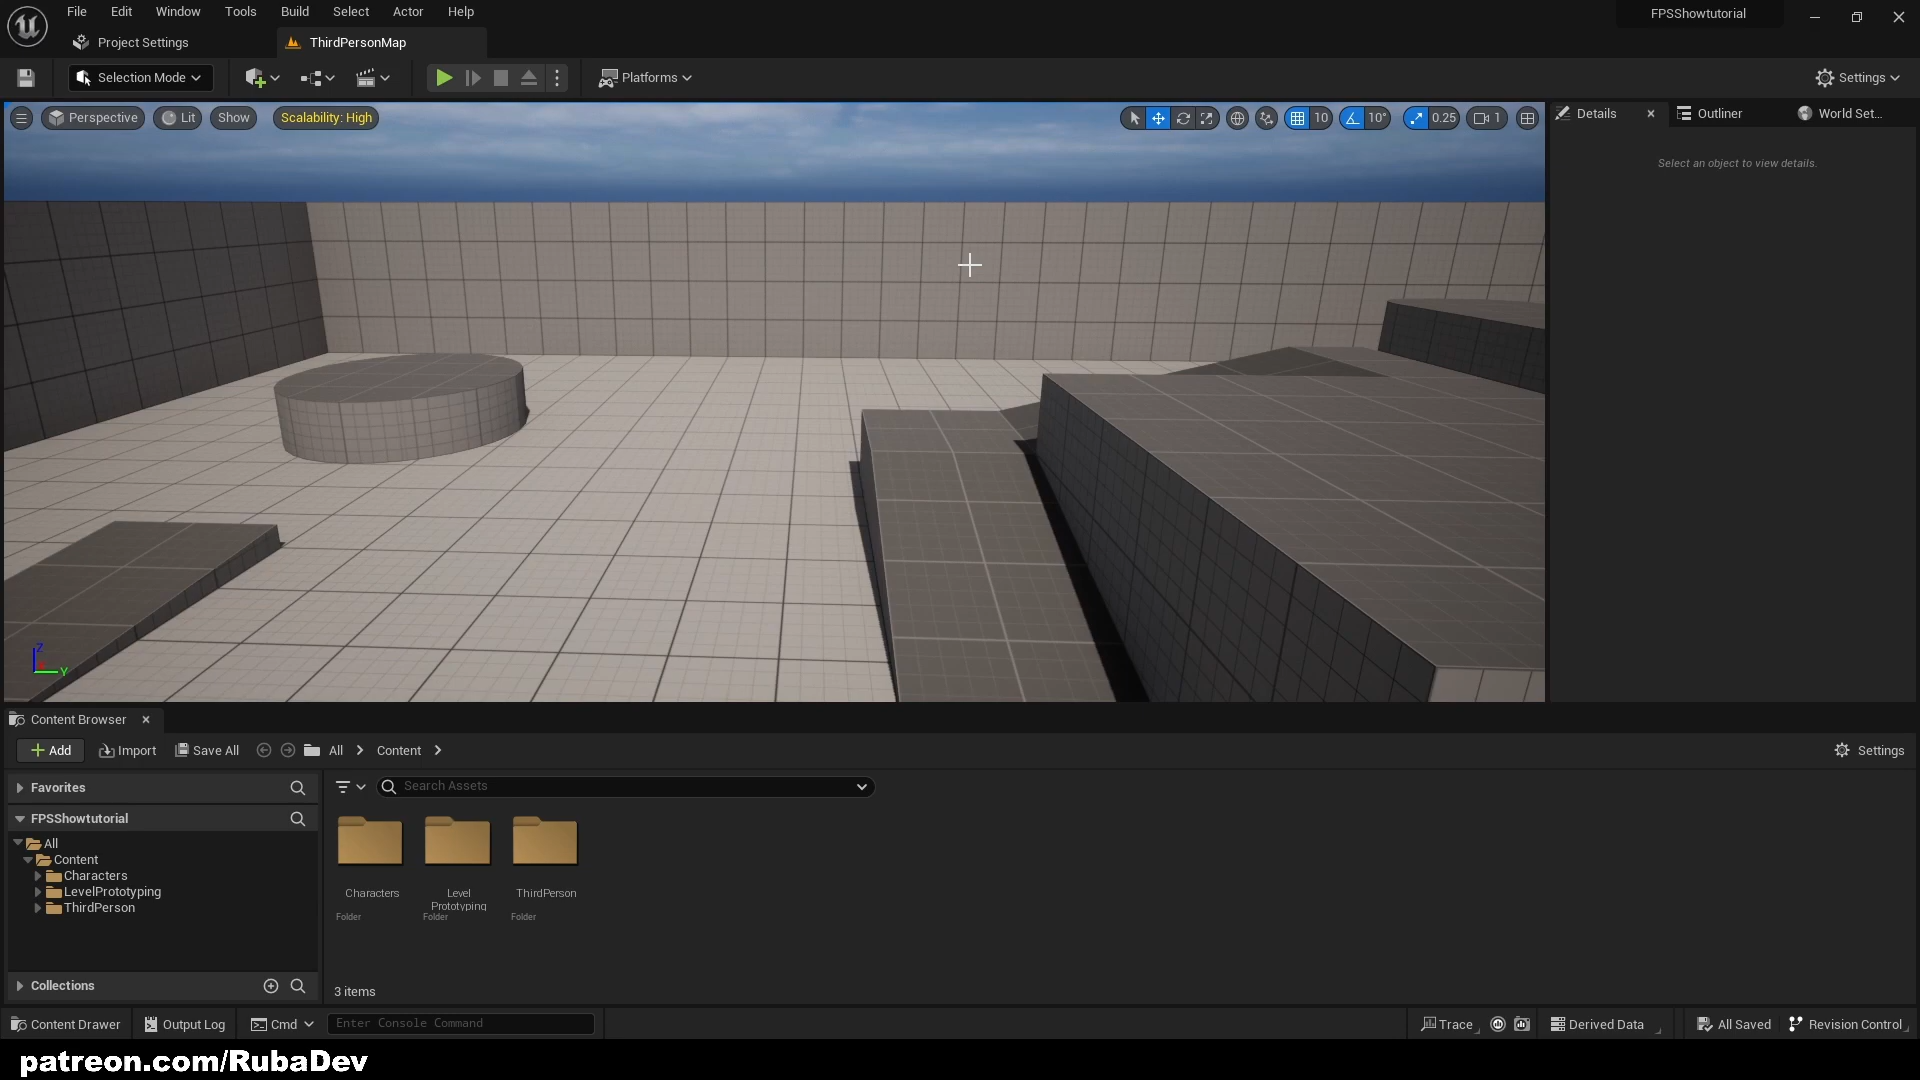 File Edit Window Tools Build Select Actor Help
FPSShowtutorial
Project Settings
ThirdPersonMap
Selection Mode
Platforms
Settings
Perspective
Lit
Show
Scalability: High
10
10°
0.25
1
Details
Outliner
World Set...
Select an object to view details.
Z
Y
Content Browser
Add
Import
Save All
All
Content
Settings
Favorites
Search Assets
FPSShowtutorial
All
Content
Characters
LevelPrototyping
ThirdPerson
Characters
Folder
Level
Prototyping
Folder
ThirdPerson
Folder
Collections
3 items
Content Drawer
Output Log
Cmd
Enter Console Command
Trace
Derived Data
All Saved
Revision Control
patreon.com/RubaDev